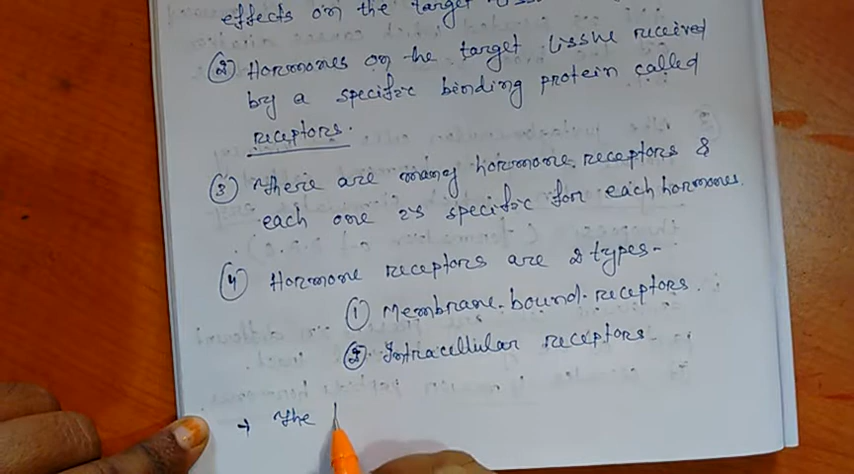 effects on the target
② Hormones on the target tissue received
by a specific binding protein called
receptors.
③ There are many hormone receptors &
each one is specific for each hormones.
④ Hormone receptors are 2 types-
① Membrane-bound-receptors.
② Intracellular receptors-
→ The